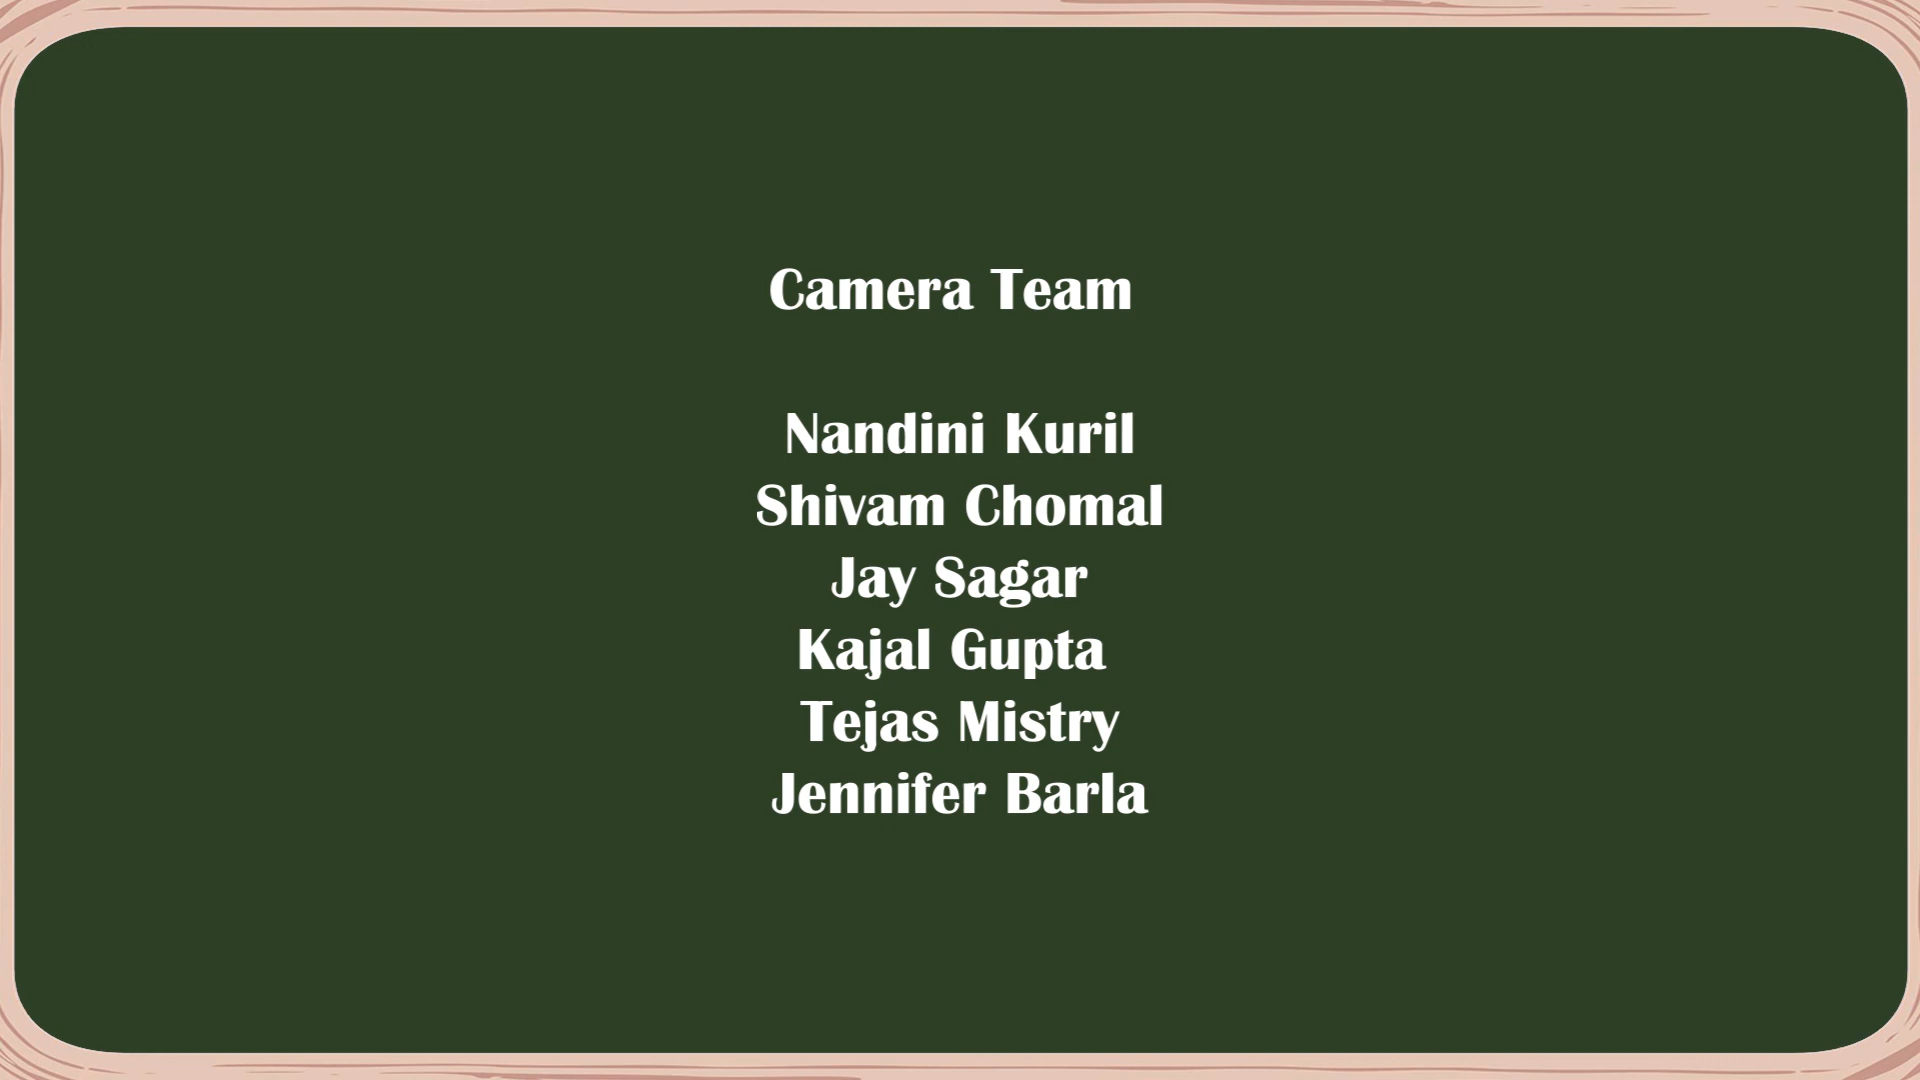 Camera Team
Nandini Kuril
Shivam Chomal
Jay Sagar
Kajal Gupta
Tejas Mistry
Jennifer Barla